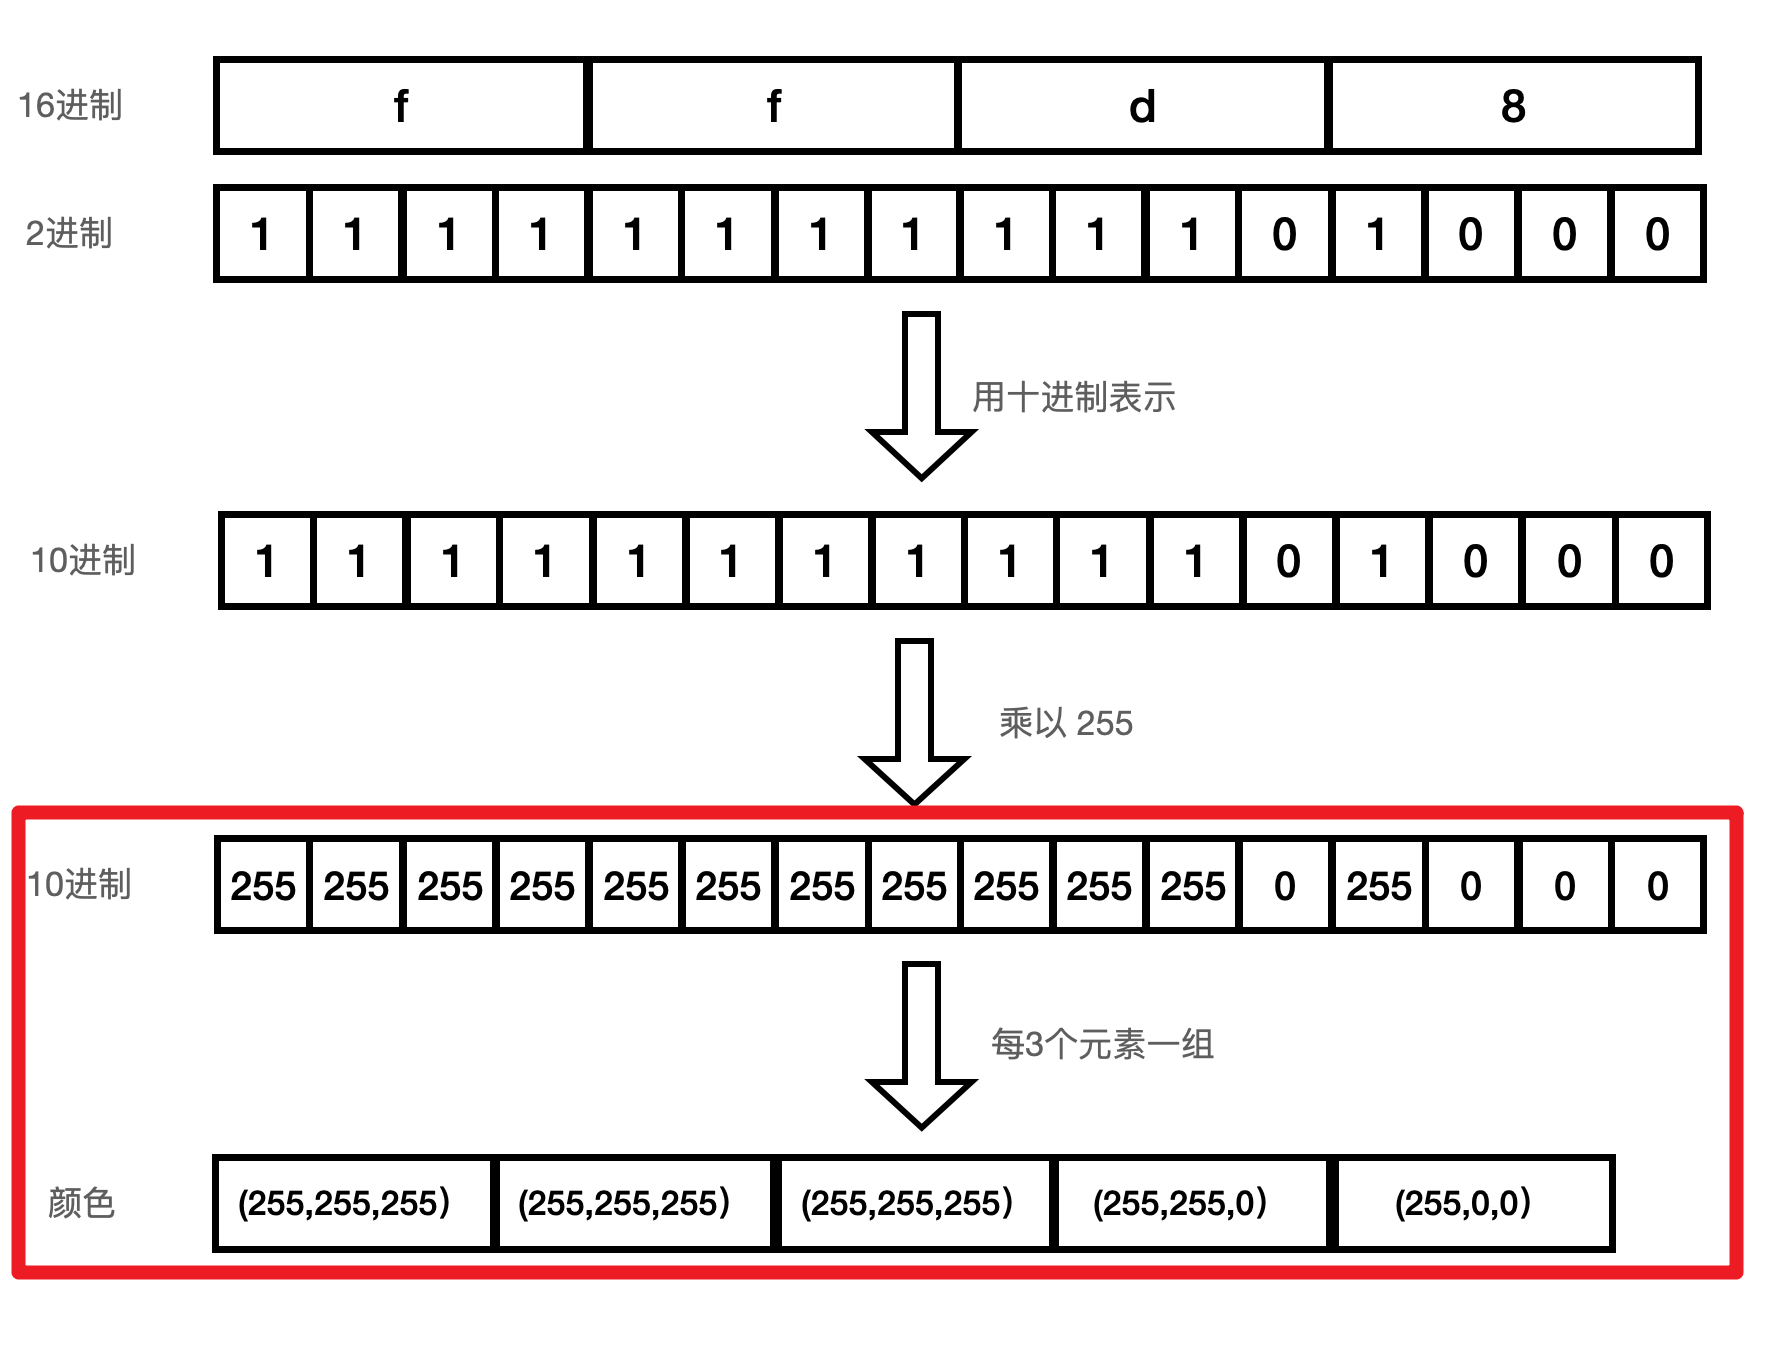 16进制 f f d 8
2进制 1 1 1 1 1 1 1 1 1 1 1 0 1 0 0 0
用十进制表示
10进制 1 1 1 1 1 1 1 1 1 1 1 0 1 0 0 0
乘以 255
10进制 255 255 255 255 255 255 255 255 255 255 255 0 255 0 0 0
每3个元素一组
颜色 (255,255,255) (255,255,255) (255,255,255) (255,255,0) (255,0,0)